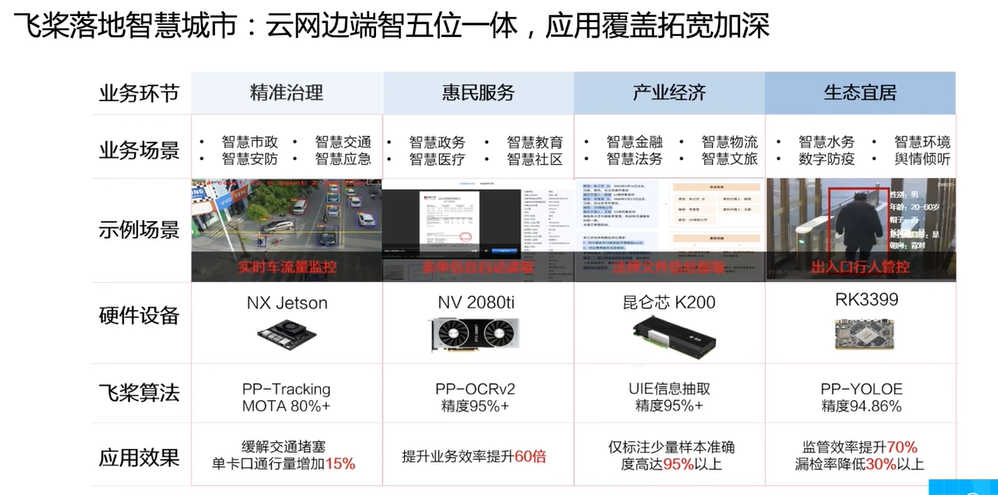 飞桨落地智慧城市：云网边端智五位一体，应用覆盖拓宽加深
业务环节
精准治理
惠民服务
产业经济
生态宜居
业务场景
• 智慧市政 • 智慧交通
• 智慧安防 • 智慧应急
• 智慧政务 • 智慧教育
• 智慧医疗 • 智慧社区
• 智慧金融 • 智慧物流
• 智慧法务 • 智慧文旅
• 智慧水务 • 智慧环境
• 数字防疫 • 舆情倾听
示例场景
实时车流量监控
性别: 男
年龄: 20-60岁
出入口行人管控
硬件设备
NX Jetson
NV 2080ti
昆仑芯 K200
RK3399
飞桨算法
PP-Tracking
MOTA 80%+
PP-OCRv2
精度95%+
UIE信息抽取
精度95%+
PP-YOLOE
精度94.86%
应用效果
缓解交通堵塞
单卡口通行量增加15%
提升业务效率提升60倍
仅标注少量样本准确
度高达95%以上
监管效率提升70%
漏检率降低30%以上